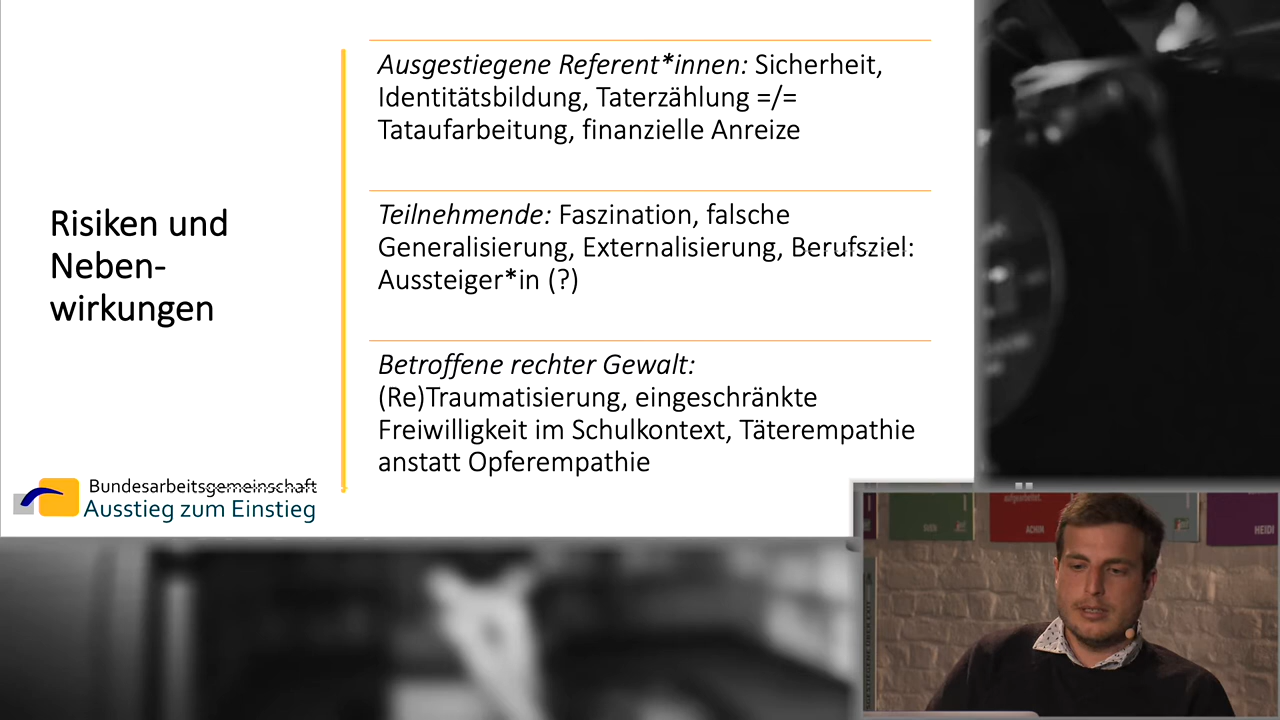 Risiken und
Neben-
wirkungen
Ausgestiegene Referent*innen: Sicherheit,
Identitätsbildung, Taterzählung =/=
Tataufarbeitung, finanzielle Anreize
Teilnehmende: Faszination, falsche
Generalisierung, Externalisierung, Berufsziel:
Aussteiger*in (?)
Betroffene rechter Gewalt:
(Re)Traumatisierung, eingeschränkte
Freiwilligkeit im Schulkontext, Täterempathie
anstatt Opferempathie
Bundesarbeitsgemeinschaft
Ausstieg zum Einstieg
aufgearbeitet.
ACHIM
HEIDI